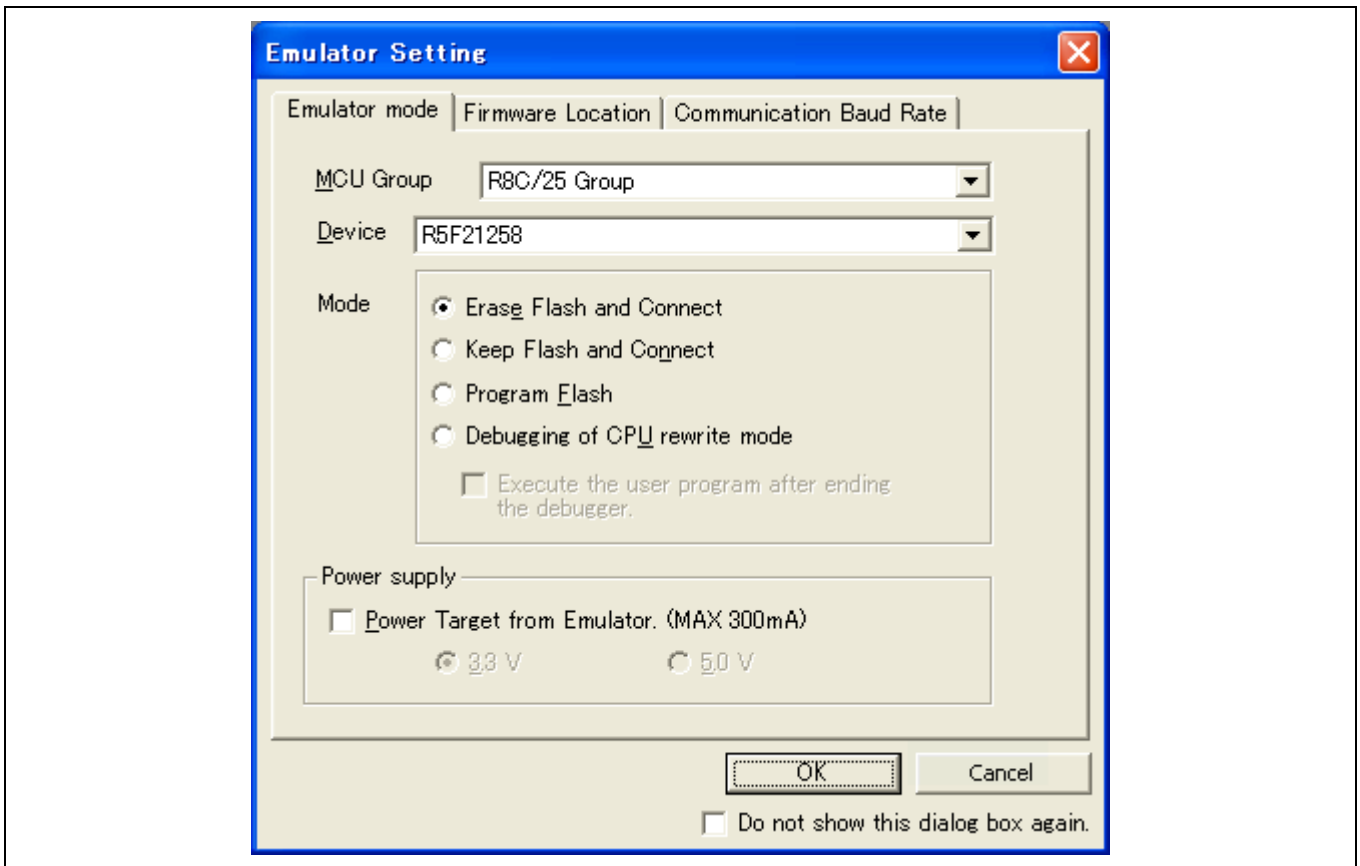 Emulator Setting
Emulator mode
Firmware Location
Communication Baud Rate
MCU Group
R8C/25 Group
Device
R5F21258
Mode
Erase Flash and Connect
Keep Flash and Connect
Program Flash
Debugging of CPU rewrite mode
Execute the user program after ending
the debugger.
Power supply
Power Target from Emulator. (MAX 300mA)
3.3 V
5.0 V
OK
Cancel
Do not show this dialog box again.